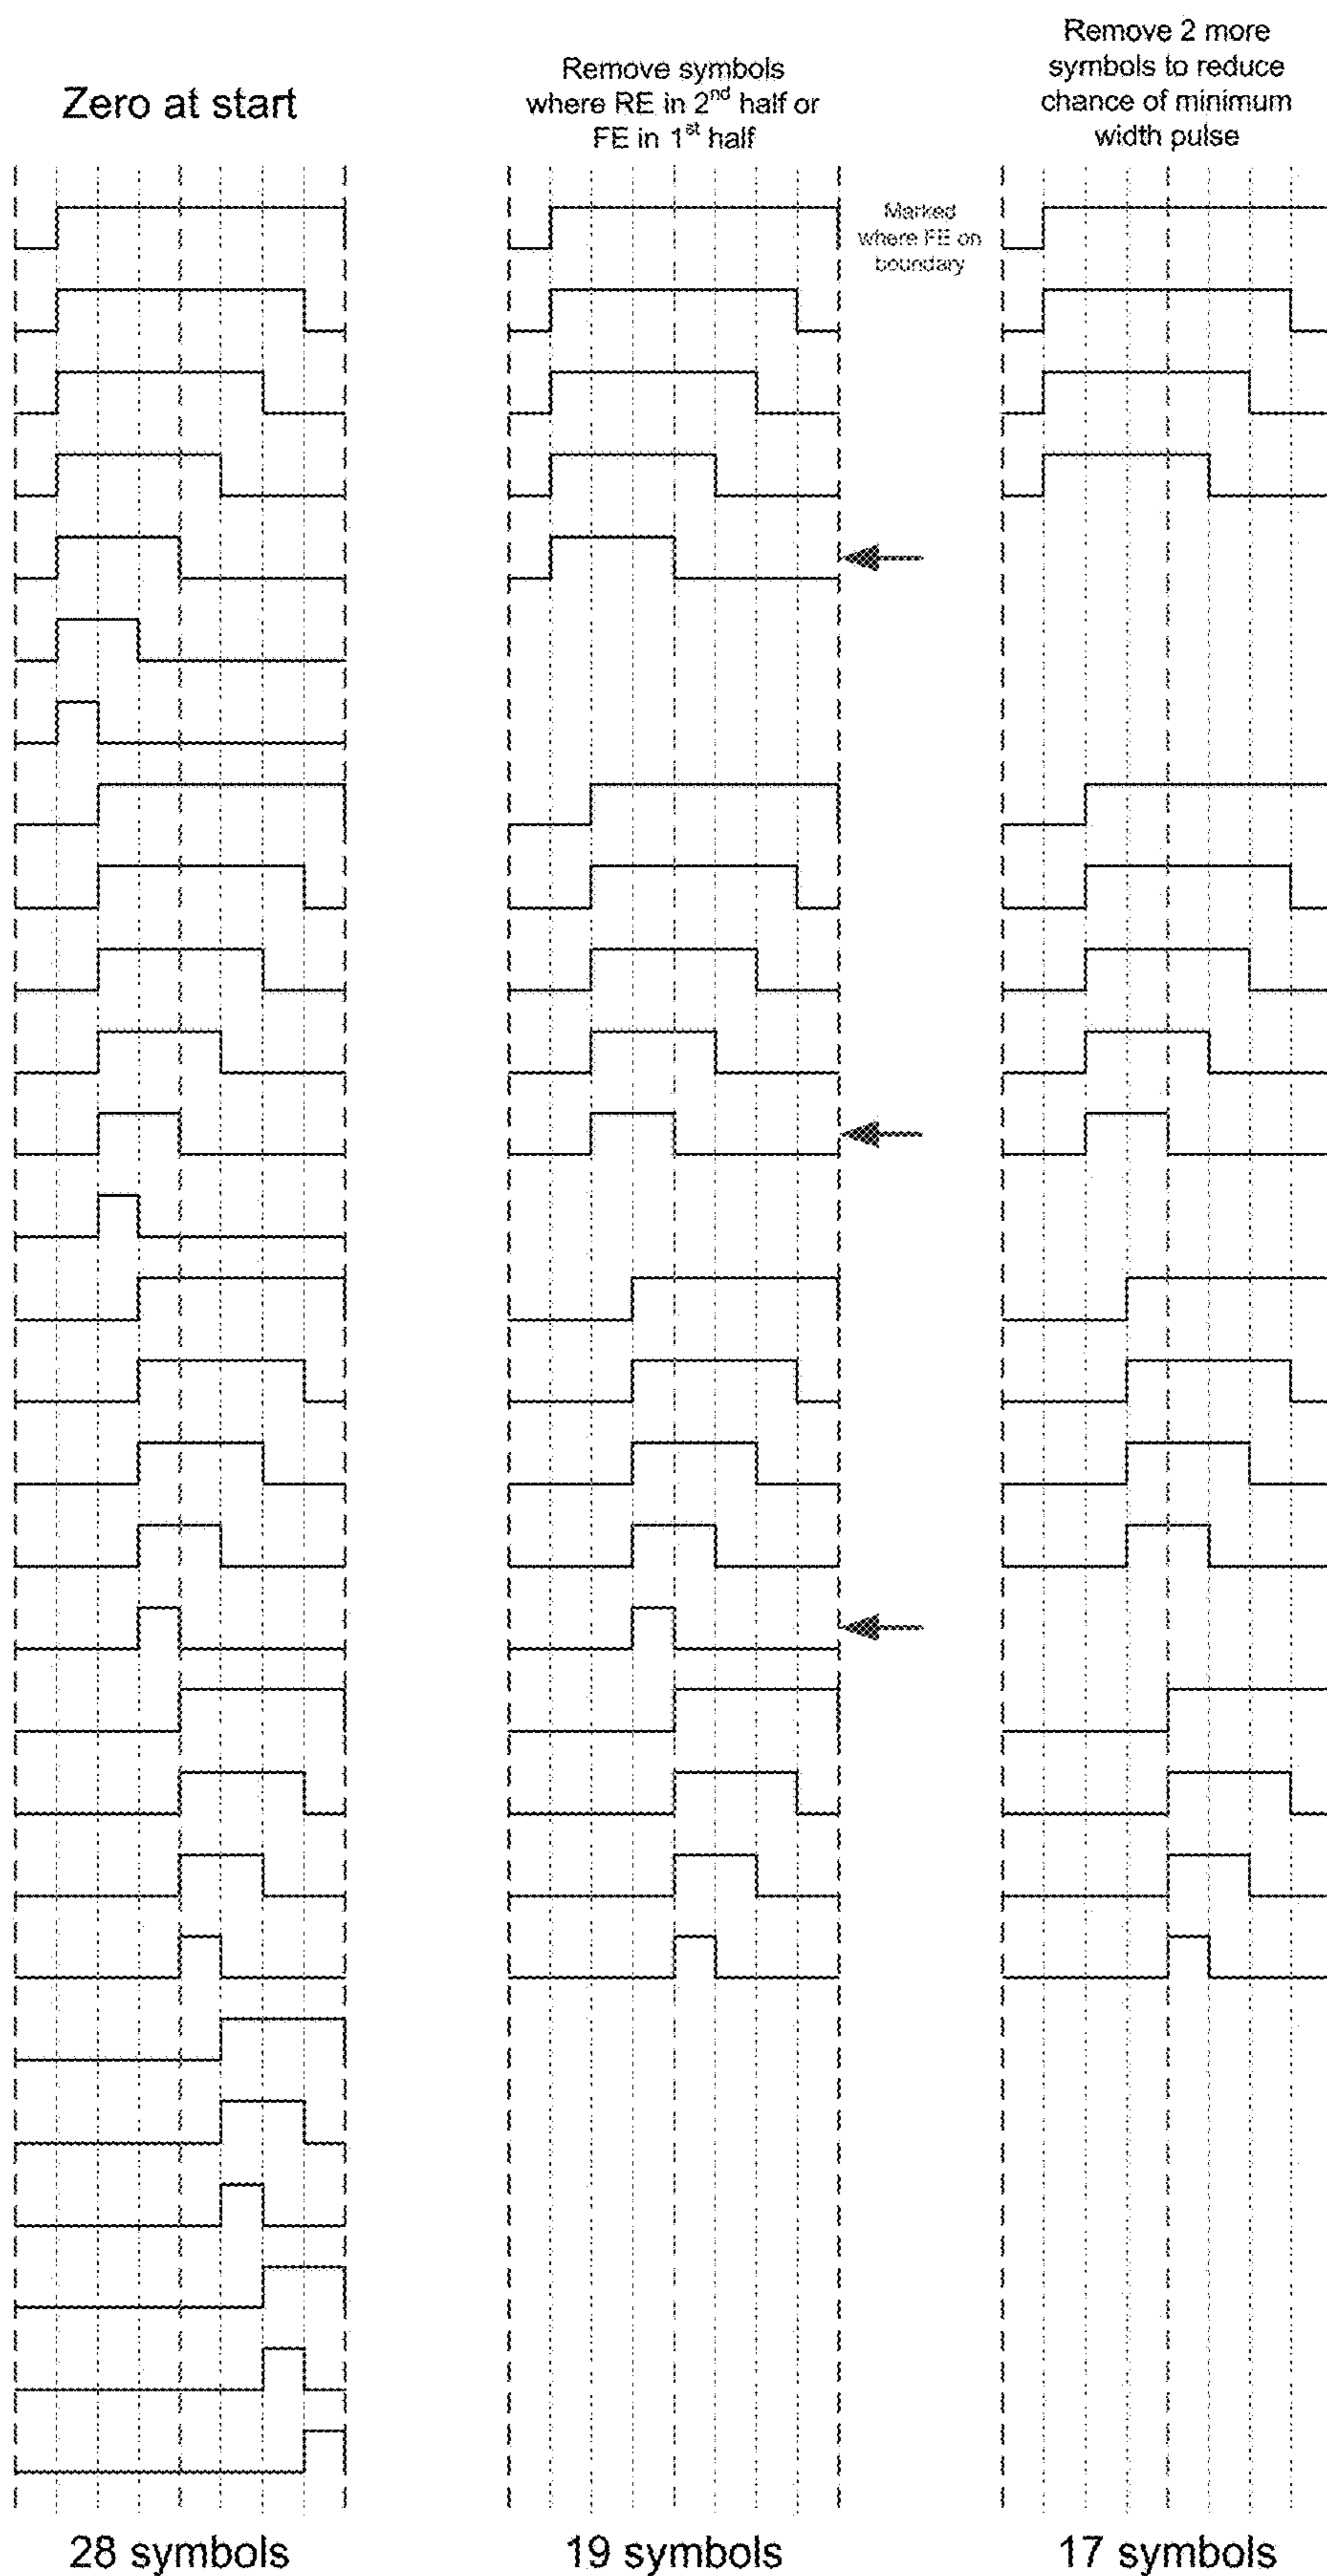 Zero at start
Remove symbols
where RE in 2nd half or
FE in 1st half
Remove 2 more
symbols to reduce
chance of minimum
width pulse
Marked
where FE on
boundary
28 symbols
19 symbols
17 symbols